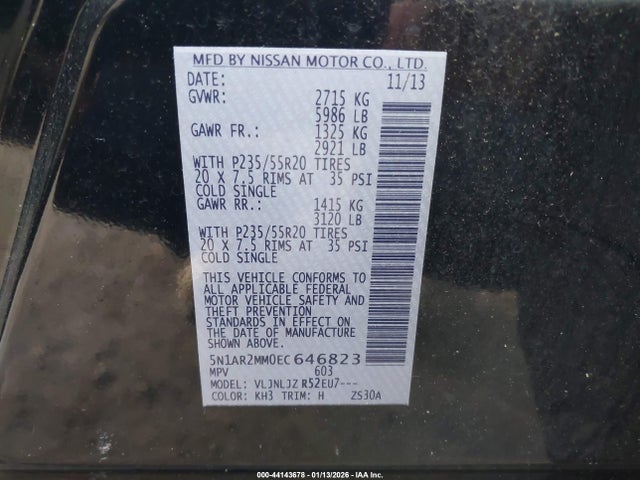 MFD BY NISSAN MOTOR CO., LTD.
DATE: 11/13
GVWR: 2715 KG
5986 LB
GAWR FR.: 1325 KG
2921 LB
WITH P235/55R20 TIRES
20 X 7.5 RIMS AT 35 PSI
COLD SINGLE
GAWR RR.: 1415 KG
3120 LB
WITH P235/55R20 TIRES
20 X 7.5 RIMS AT 35 PSI
COLD SINGLE
THIS VEHICLE CONFORMS TO
ALL APPLICABLE FEDERAL
MOTOR VEHICLE SAFETY AND
THEFT PREVENTION
STANDARDS IN EFFECT ON
THE DATE OF MANUFACTURE
SHOWN ABOVE.
5N1AR2MM0EC646823
MPV 603
MODEL: VLJNLJZ R52EU7---
COLOR: KH3 TRIM: H ZS30A
000-44143678 - 01/13/2026 - IAA Inc.